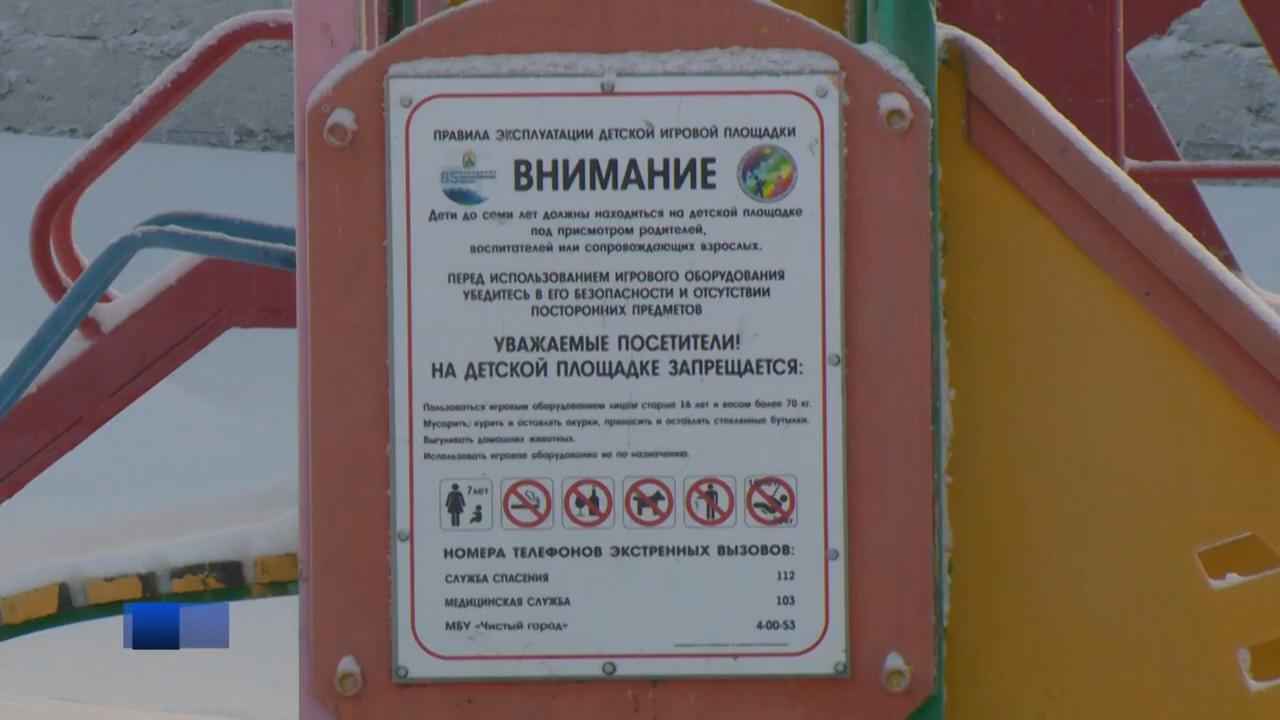 ПРАВИЛА ЭКСПЛУАТАЦИИ ДЕТСКОЙ ИГРОВОЙ ПЛОЩАДКИ
85
ВНИМАНИЕ
Дети до семи лет должны находиться на детской площадке
под присмотром родителей,
воспитателей или сопровождающих взрослых.
ПЕРЕД ИСПОЛЬЗОВАНИЕМ ИГРОВОГО ОБОРУДОВАНИЯ
УБЕДИТЕСЬ В ЕГО БЕЗОПАСНОСТИ И ОТСУТСТВИИ
ПОСТОРОННИХ ПРЕДМЕТОВ
УВАЖАЕМЫЕ ПОСЕТИТЕЛИ!
НА ДЕТСКОЙ ПЛОЩАДКЕ ЗАПРЕЩАЕТСЯ:
Пользоваться игровым оборудованием лицам старше 16 лет и весом более 70 кг.
Мусорить, курить и оставлять окурки, приносить и оставлять стеклянные бутылки.
Выгуливать домашних животных.
Использовать игровое оборудование не по назначению.
7 лет
НОМЕРА ТЕЛЕФОНОВ ЭКСТРЕННЫХ ВЫЗОВОВ:
СЛУЖБА СПАСЕНИЯ 112
МЕДИЦИНСКАЯ СЛУЖБА 103
МБУ «Чистый город» 4-00-53